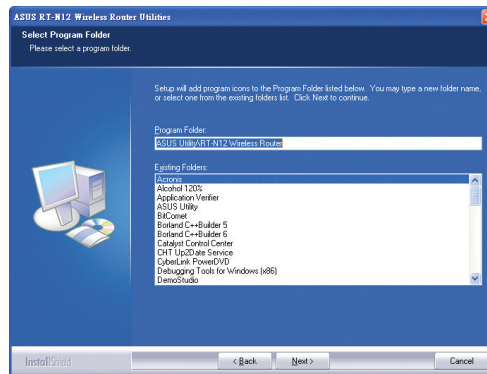 ASUS RT-N12 Wireless Router Utilities
Select Program Folder
Please select a program folder.
Setup will add program icons to the Program Folder listed below. You may type a new folder name,
or select one from the existing folders list. Click Next to continue.
Program Folder:
ASUS Utility\RT-N12 Wireless Router
Existing Folders:
Acronis
Alcohol 120%
Application Verifier
ASUS Utility
BitComet
Borland C++Builder 5
Borland C++Builder 6
Catalyst Control Center
CHT Up2Date Service
CyberLink PowerDVD
Debugging Tools for Windows (x86)
DemoStudio
InstallShield
< Back
Next >
Cancel